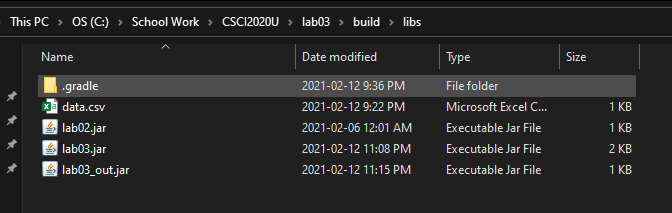 This PC > OS (C:) > School Work > CSCI2020U > lab03 > build > libs
Name Date modified Type Size
.gradle 2021-02-12 9:36 PM File folder
data.csv 2021-02-12 9:22 PM Microsoft Excel C... 1 KB
lab02.jar 2021-02-06 12:01 AM Executable Jar File 1 KB
lab03.jar 2021-02-12 11:08 PM Executable Jar File 2 KB
lab03_out.jar 2021-02-12 11:15 PM Executable Jar File 1 KB